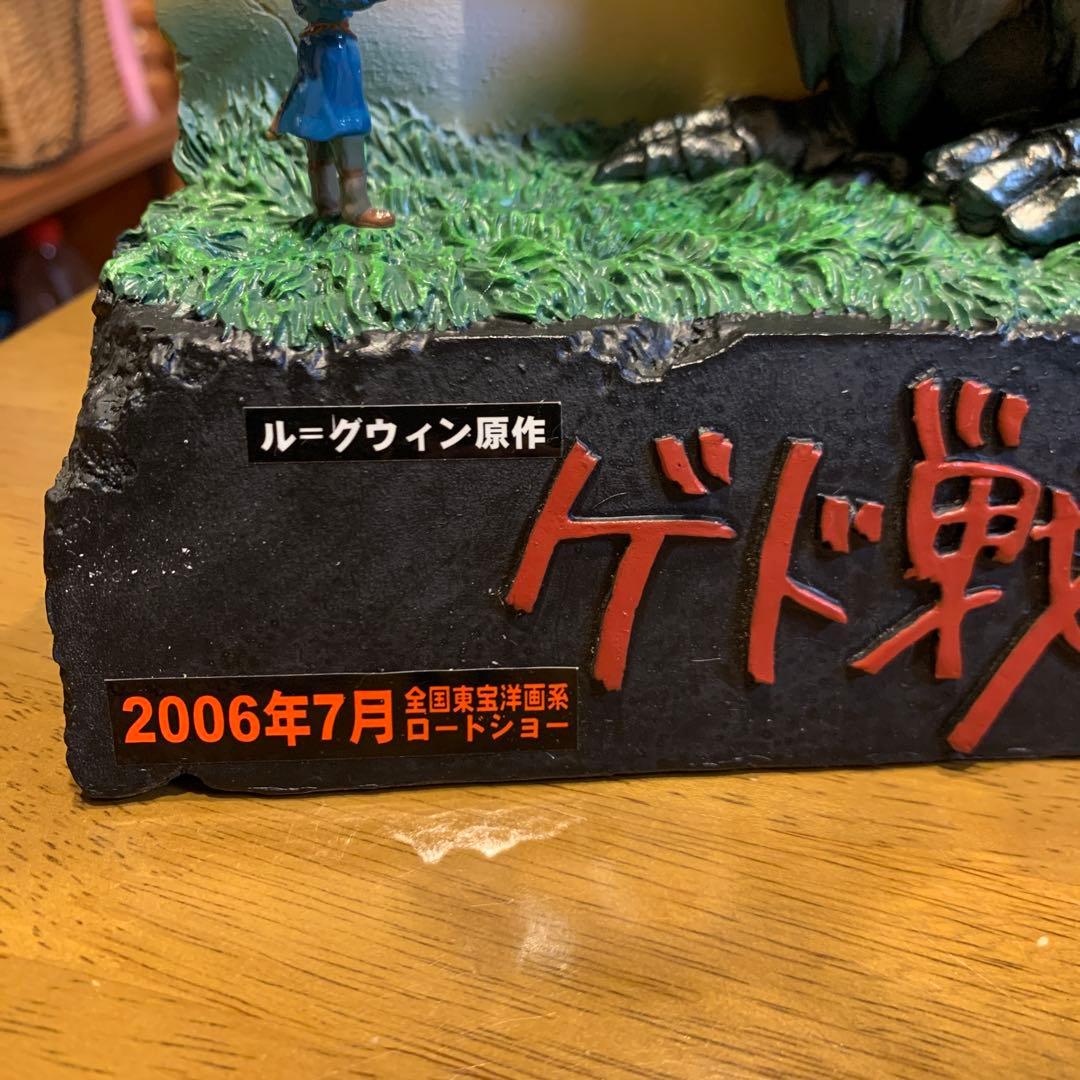 ル=グウィン原作
ゲド戦
2006年7月 全国東宝洋画系
ロードショー